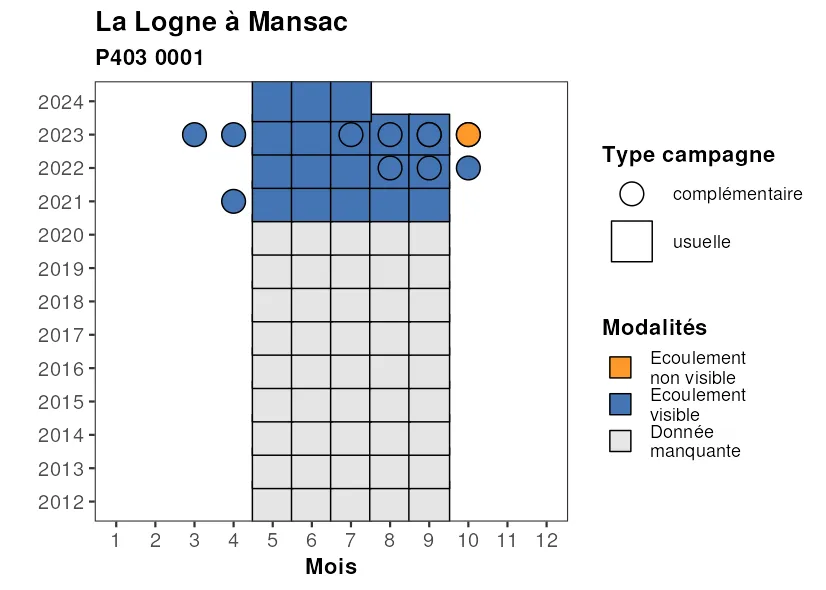 La Logne à Mansac
P403 0001
2024
2023
2022
2021
2020
2019
2018
2017
2016
2015
2014
2013
2012
1 2 3 4 5 6 7 8 9 10 11 12
Mois
Type campagne
complémentaire
usuelle
Modalités
Ecoulement
non visible
Ecoulement
visible
Donnée
manquante